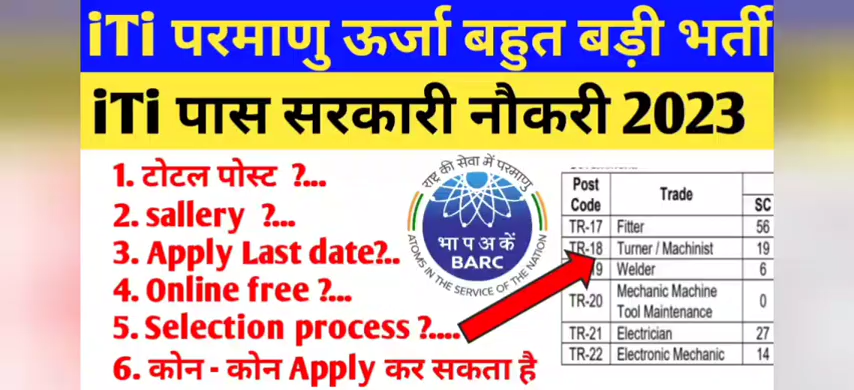 iTi परमाणु ऊर्जा बहुत बड़ी भर्ती
iTi पास सरकारी नौकरी 2023
1. टोटल पोस्ट ?...
2. sallery ?...
3. Apply Last date?..
4. Online free ?...
5. Selection process ?....
6. कोन - कोन Apply कर सकता है
राष्ट्र की सेवा में परमाणु
भा प अ कें
BARC
ATOMS IN THE SERVICE OF THE NATION
Post Code Trade SC
TR-17 Fitter 56
TR-18 Turner / Machinist 19
9 Welder 6
TR-20 Mechanic Machine Tool Maintenance 0
TR-21 Electrician 27
TR-22 Electronic Mechanic 14